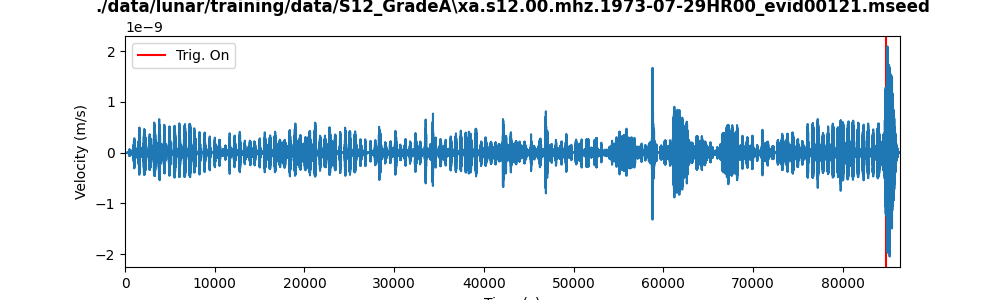 ./data/lunar/training/data/S12_GradeA\xa.s12.00.mhz.1973-07-29HR00_evid00121.mseed
1e−9
Trig. On
2
1
0
−1
−2
Velocity (m/s)
0 10000 20000 30000 40000 50000 60000 70000 80000
Time (s)